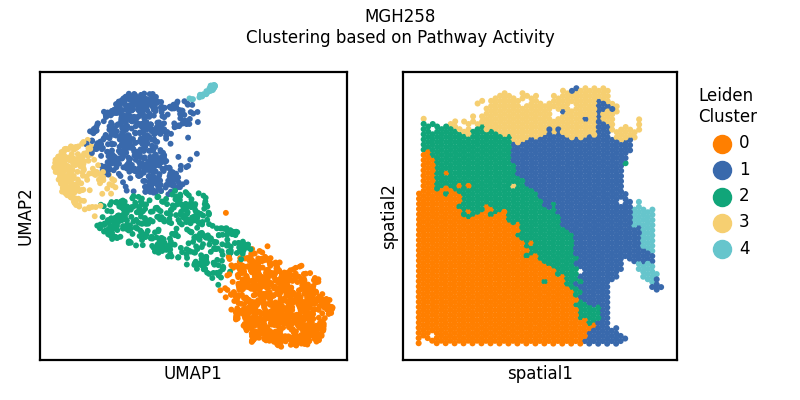 MGH258
Clustering based on Pathway Activity
UMAP2
UMAP1
spatial2
spatial1
Leiden
Cluster
0
1
2
3
4